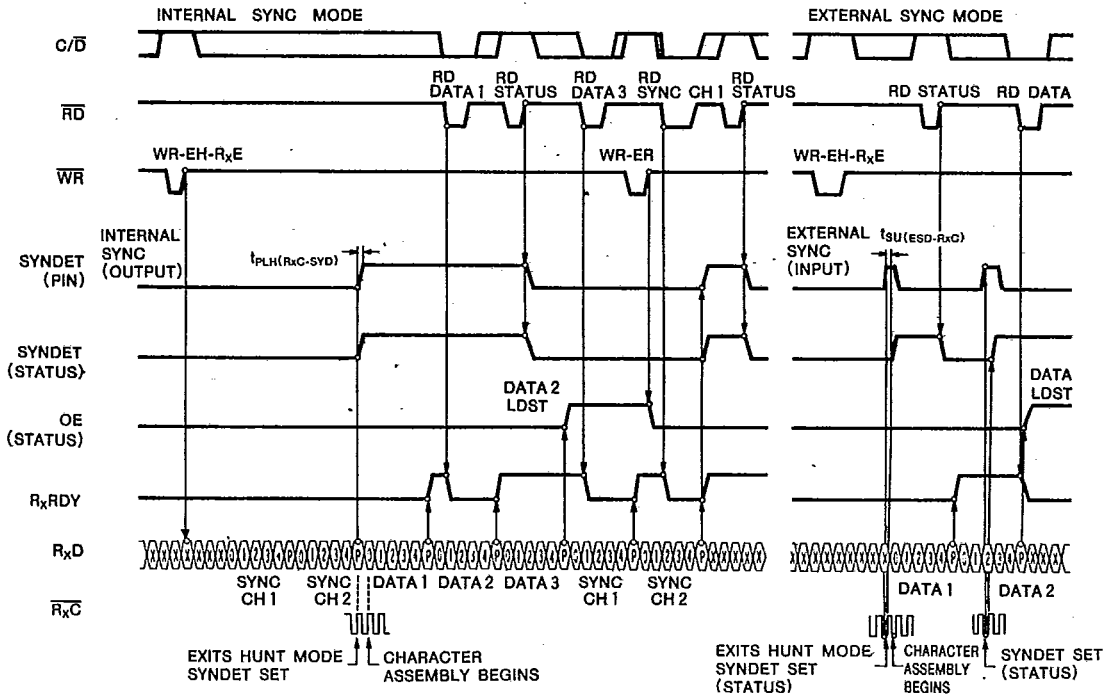 INTERNAL SYNC MODE
EXTERNAL SYNC MODE
C/D̅
RD DATA 1
RD STATUS
RD DATA 3
RD SYNC CH 1
RD STATUS
RD STATUS
RD DATA
R̅D̅
WR-EH-RxE
WR-ER
WR-EH-RxE
W̅R̅
INTERNAL SYNC (OUTPUT)
tPLH(RxC-SYD)
EXTERNAL SYNC (INPUT)
tSU(ESD-RxC)
SYNDET (PIN)
SYNDET (STATUS)
DATA 2 LDST
DATA LDST
OE (STATUS)
RxRDY
RxD
SYNC CH 1
SYNC CH 2
DATA 1
DATA 2
DATA 3
SYNC CH 1
SYNC CH 2
DATA 1
DATA 2
R̅x̅C̅
EXITS HUNT MODE SYNDET SET
CHARACTER ASSEMBLY BEGINS
EXITS HUNT MODE SYNDET SET (STATUS)
CHARACTER ASSEMBLY BEGINS
SYNDET SET (STATUS)